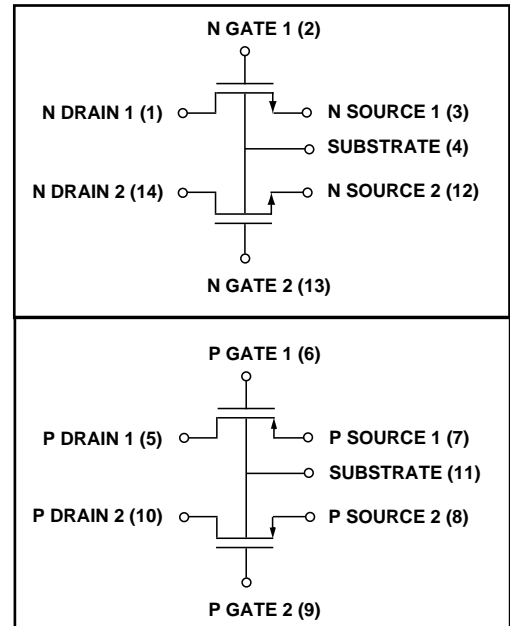 N GATE 1 (2)
N DRAIN 1 (1)
N SOURCE 1 (3)
SUBSTRATE (4)
N DRAIN 2 (14)
N SOURCE 2 (12)
N GATE 2 (13)
P GATE 1 (6)
P DRAIN 1 (5)
P SOURCE 1 (7)
SUBSTRATE (11)
P DRAIN 2 (10)
P SOURCE 2 (8)
P GATE 2 (9)